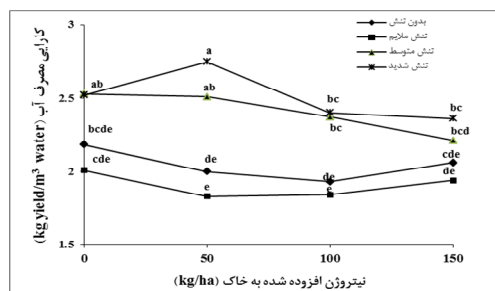 3
2.5
2
1.5
کارایی مصرف آب
(kg yield/m³ water)
بدون تنش
تنش ملایم
تنش متوسط
تنش شدید
a
ab
ab
bc
bc
bc
bcd
bcde
cde
de
e
de
e
cde
de
0 50 100 150
نیتروژن افزوده شده به خاک (kg/ha)